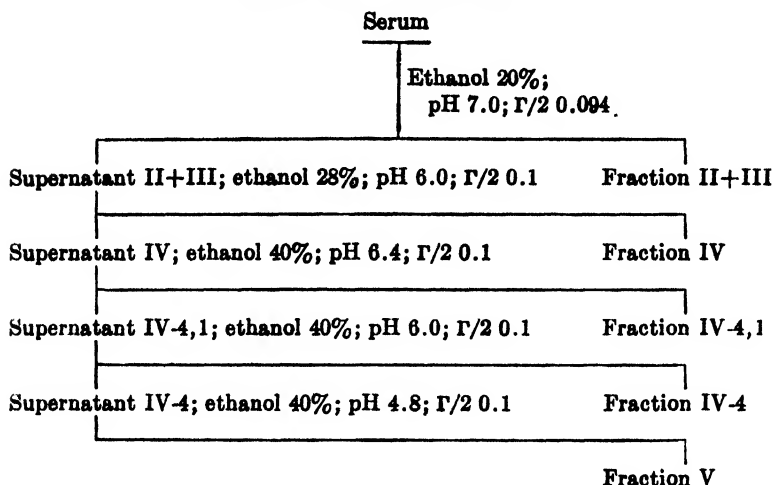 Serum
Ethanol 20%;
pH 7.0; Γ/2 0.094.
Supernatant II+III; ethanol 28%; pH 6.0; Γ/2 0.1 Fraction II+III
Supernatant IV; ethanol 40%; pH 6.4; Γ/2 0.1 Fraction IV
Supernatant IV-4,1; ethanol 40%; pH 6.0; Γ/2 0.1 Fraction IV-4,1
Supernatant IV-4; ethanol 40%; pH 4.8; Γ/2 0.1 Fraction IV-4
Fraction V